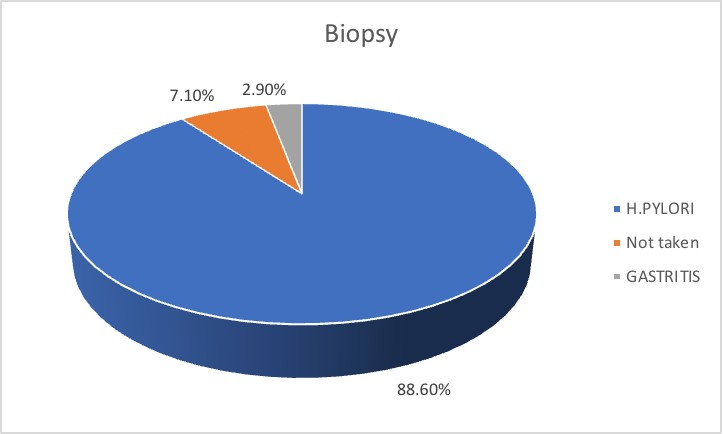 Biopsy
7.10%
2.90%
H.PYLORI
Not taken
GASTRITIS
88.60%